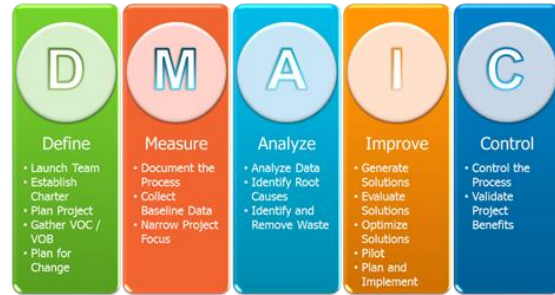 D
Define
• Launch Team
• Establish
Charter
• Plan Project
• Gather VOC /
VOB
• Plan for
Change
M
Measure
• Document the
Process
• Collect
Baseline Data
• Narrow Project
Focus
A
Analyze
• Analyze Data
• Identify Root
Causes
• Identify and
Remove Waste
I
Improve
• Generate
Solutions
• Evaluate
Solutions
• Optimize
Solutions
• Pilot
• Plan and
Implement
C
Control
• Control the
Process
• Validate
Project
Benefits